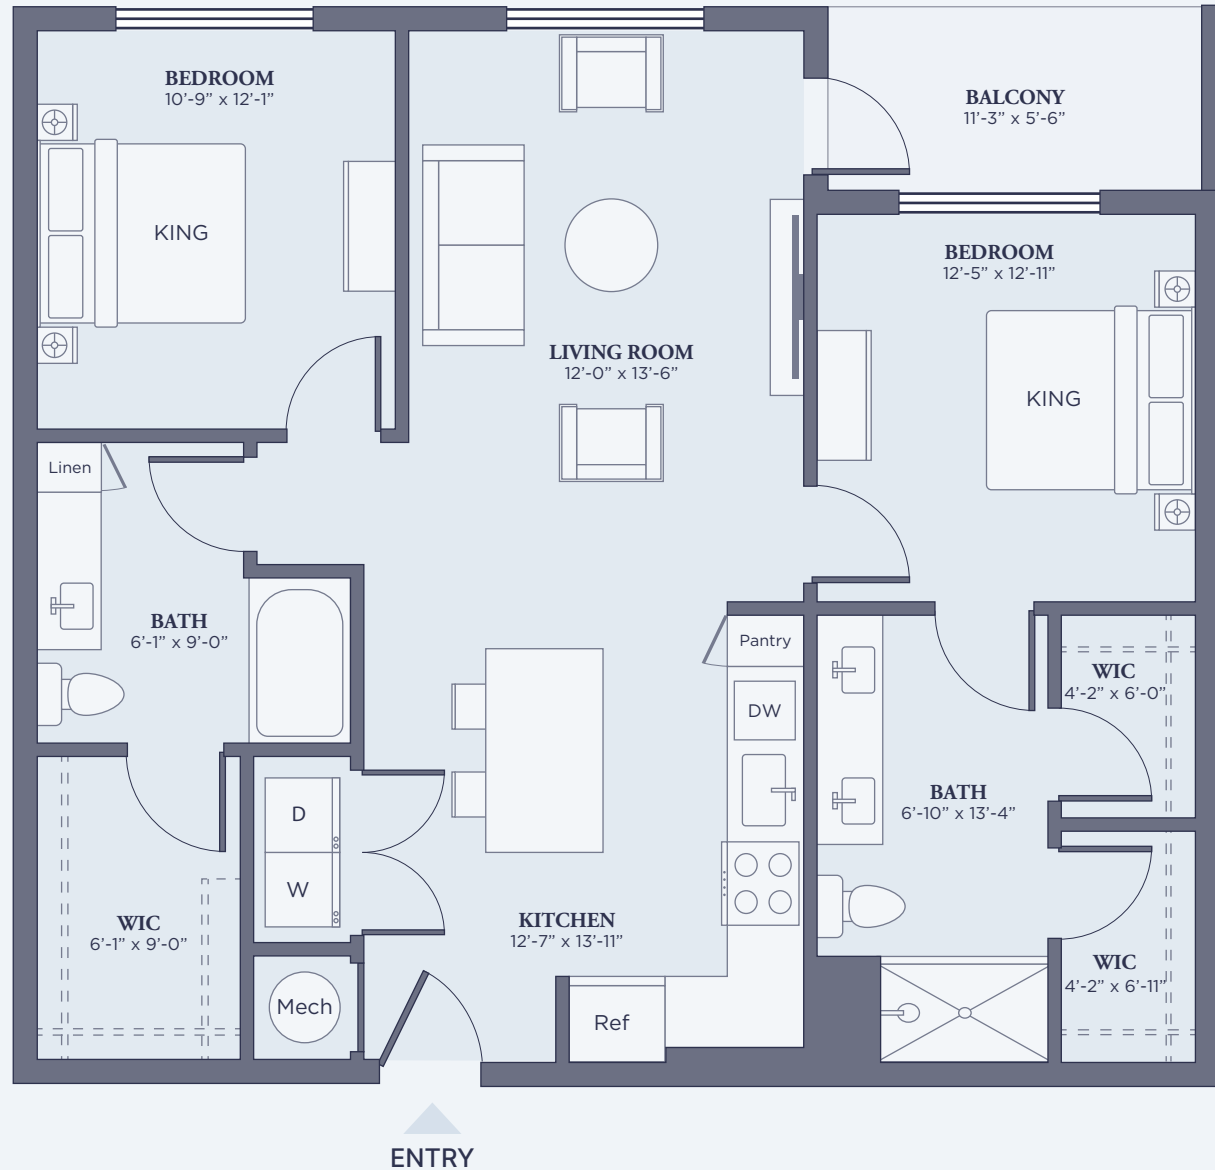 BEDROOM
10’-9” x 12’-1”
KING
BALCONY
11’-3” x 5’-6”
BEDROOM
12’-5” x 12’-11”
KING
LIVING ROOM
12’-0” x 13’-6”
Linen
BATH
6’-1” x 9’-0”
Pantry
DW
WIC
4’-2” x 6’-0”
BATH
6’-10” x 13’-4”
D
W
WIC
6’-1” x 9’-0”
KITCHEN
12’-7” x 13’-11”
WIC
4’-2” x 6’-11”
Mech
Ref
ENTRY